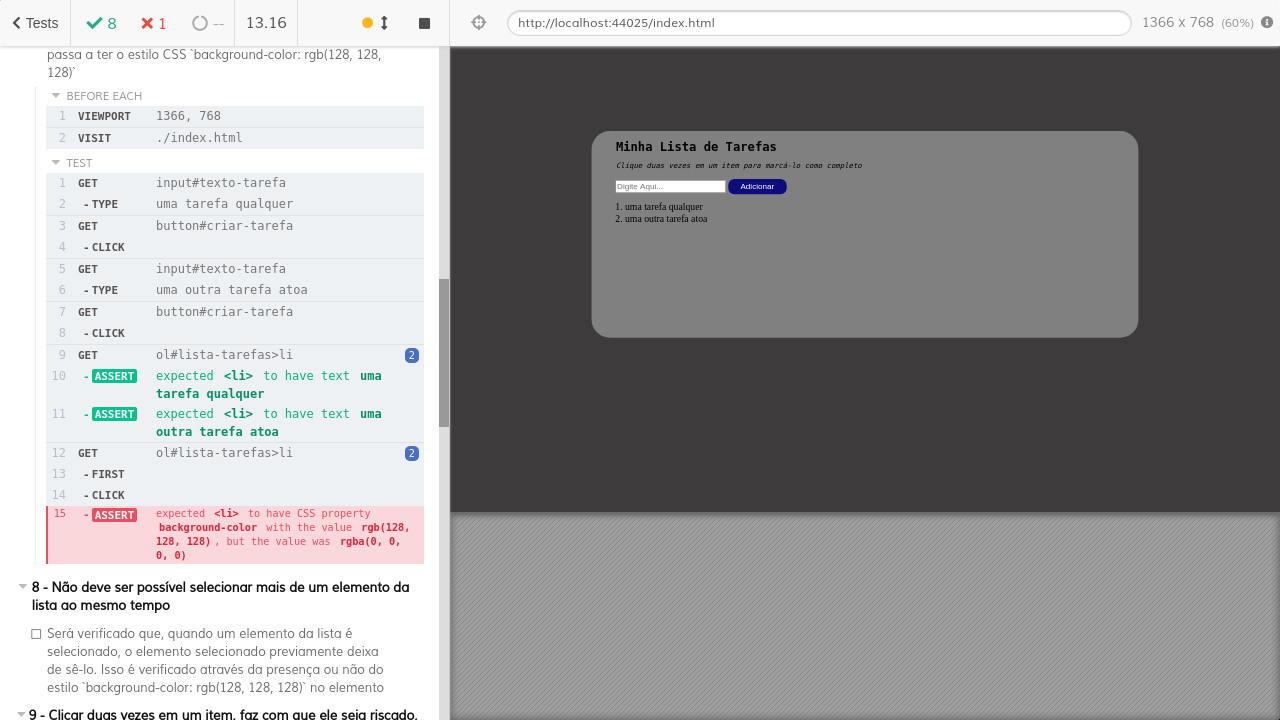 Tests
8
1
--
13.16
http://localhost:44025/index.html
1366 x 768 (60%)
passa a ter o estilo CSS `background-color: rgb(128, 128,
128)`
BEFORE EACH
1 VIEWPORT 1366, 768
2 VISIT ./index.html
TEST
1 GET input#texto-tarefa
2 -TYPE uma tarefa qualquer
3 GET button#criar-tarefa
4 -CLICK
5 GET input#texto-tarefa
6 -TYPE uma outra tarefa atoa
7 GET button#criar-tarefa
8 -CLICK
9 GET ol#lista-tarefas>li 2
10 -ASSERT expected <li> to have text uma
tarefa qualquer
11 -ASSERT expected <li> to have text uma
outra tarefa atoa
12 GET ol#lista-tarefas>li 2
13 -FIRST
14 -CLICK
15 -ASSERT expected <li> to have CSS property
background-color with the value rgb(128,
128, 128), but the value was rgba(0, 0,
0, 0)
8 - Não deve ser possível selecionar mais de um elemento da
lista ao mesmo tempo
Será verificado que, quando um elemento da lista é
selecionado, o elemento selecionado previamente deixa
de sê-lo. Isso é verificado através da presença ou não do
estilo `background-color: rgb(128, 128, 128)` no elemento
9 - Clicar duas vezes em um item, faz com que ele seja riscado,
Minha Lista de Tarefas
Clique duas vezes em um item para marcá-lo como completo
Digite Aqui...
Adicionar
1. uma tarefa qualquer
2. uma outra tarefa atoa